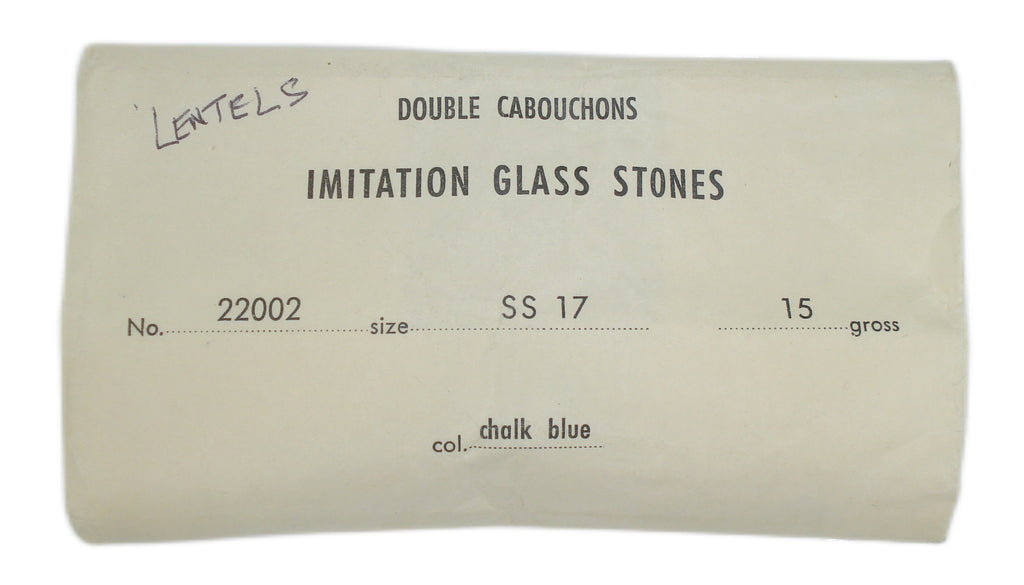 LENTELS
DOUBLE CABOUCHONS
IMITATION GLASS STONES
No. 22002 size SS 17 15 gross
col. chalk blue